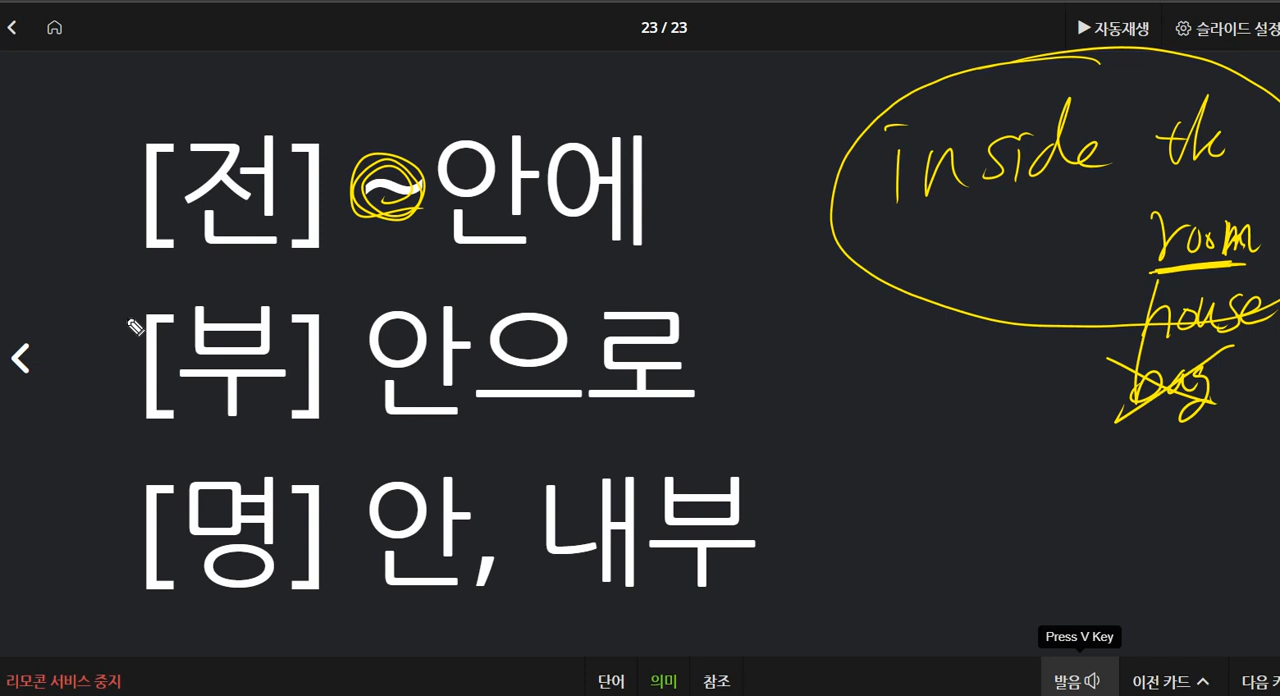 23 / 23
▶ 자동재생
슬라이드 설정
[전] ~안에
[부] 안으로
[명] 안, 내부
inside the
room
house
bag
Press V Key
리모콘 서비스 중지
단어
의미
참조
발음
이전 카드
다음